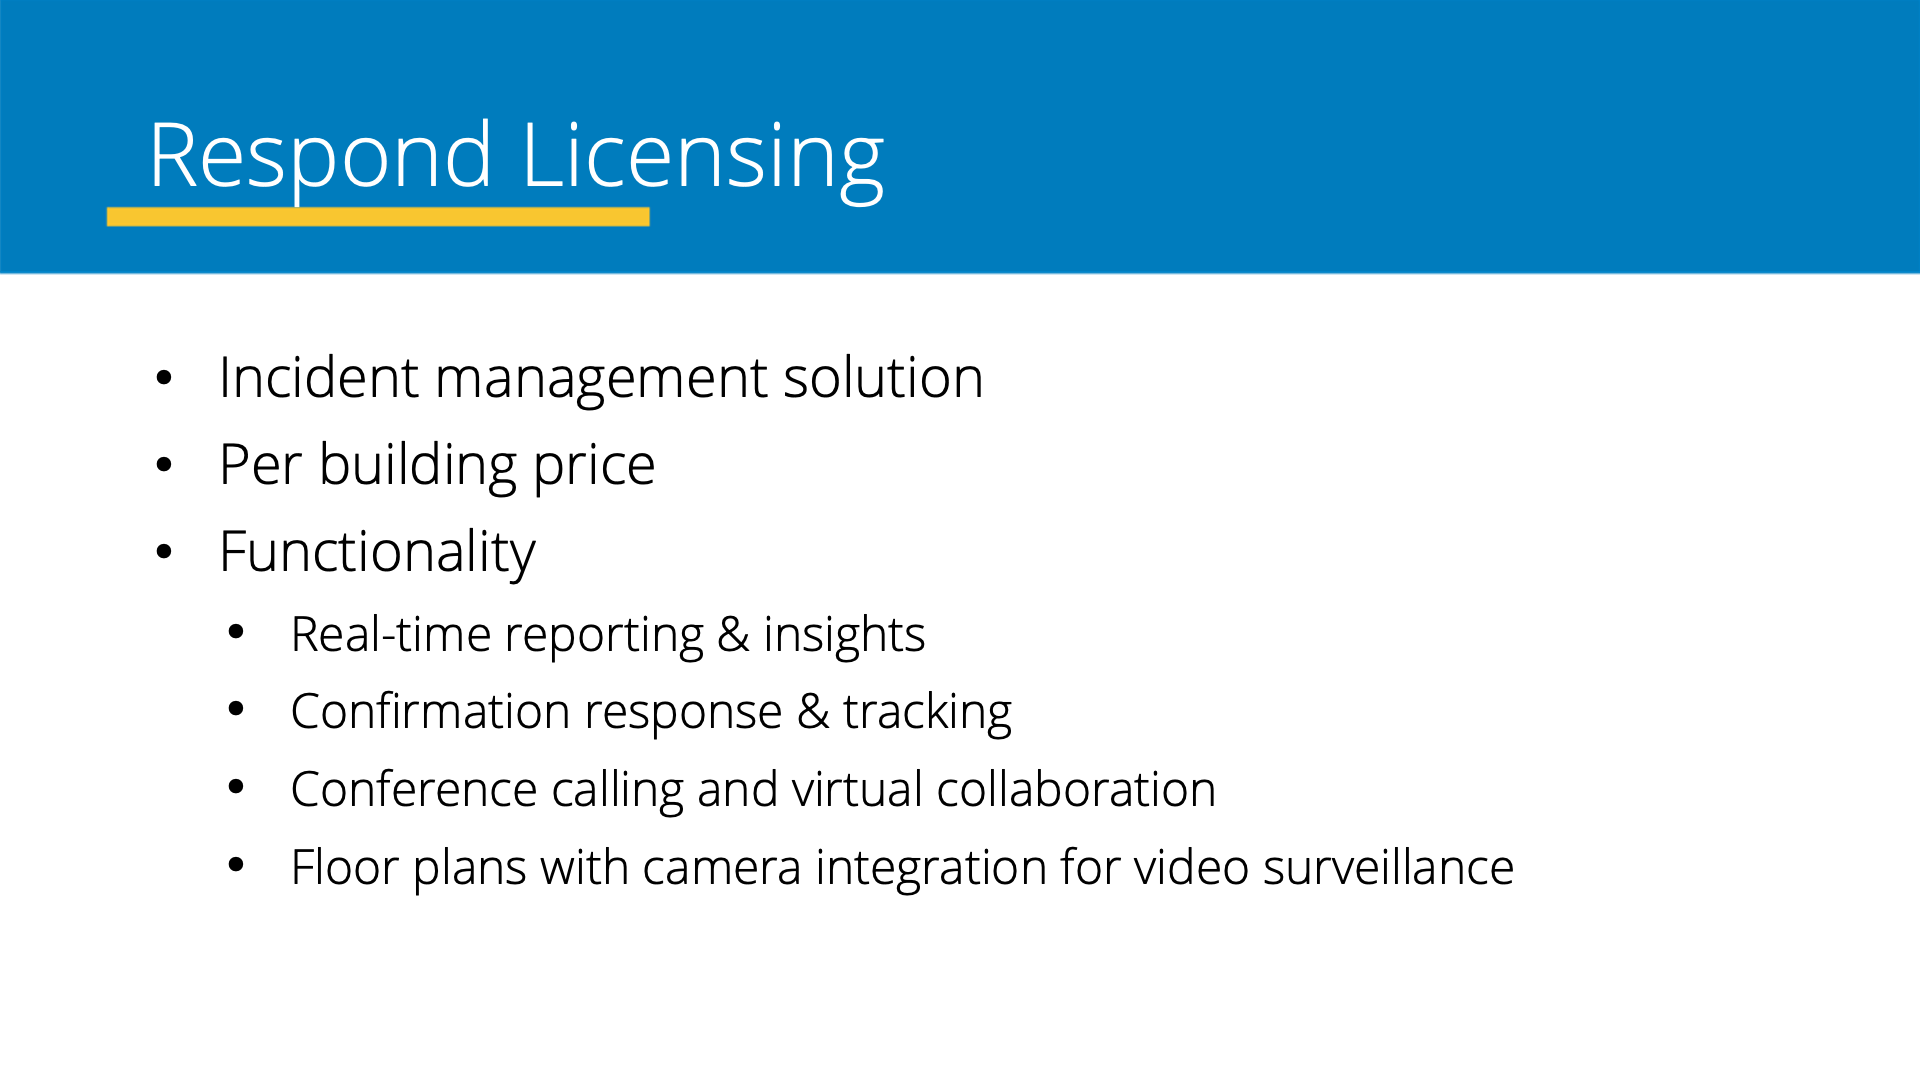 Respond Licensing
• Incident management solution
• Per building price
• Functionality
• Real-time reporting & insights
• Confirmation response & tracking
• Conference calling and virtual collaboration
• Floor plans with camera integration for video surveillance